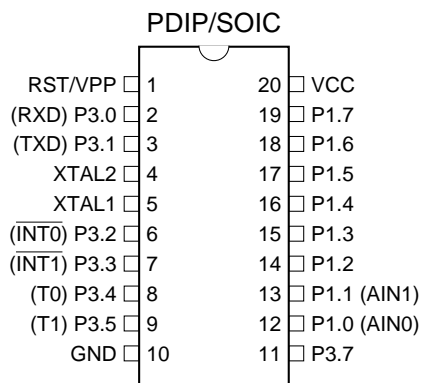 PDIP/SOIC
RST/VPP 1 20 VCC
(RXD) P3.0 2 19 P1.7
(TXD) P3.1 3 18 P1.6
XTAL2 4 17 P1.5
XTAL1 5 16 P1.4
(INT0) P3.2 6 15 P1.3
(INT1) P3.3 7 14 P1.2
(T0) P3.4 8 13 P1.1 (AIN1)
(T1) P3.5 9 12 P1.0 (AIN0)
GND 10 11 P3.7